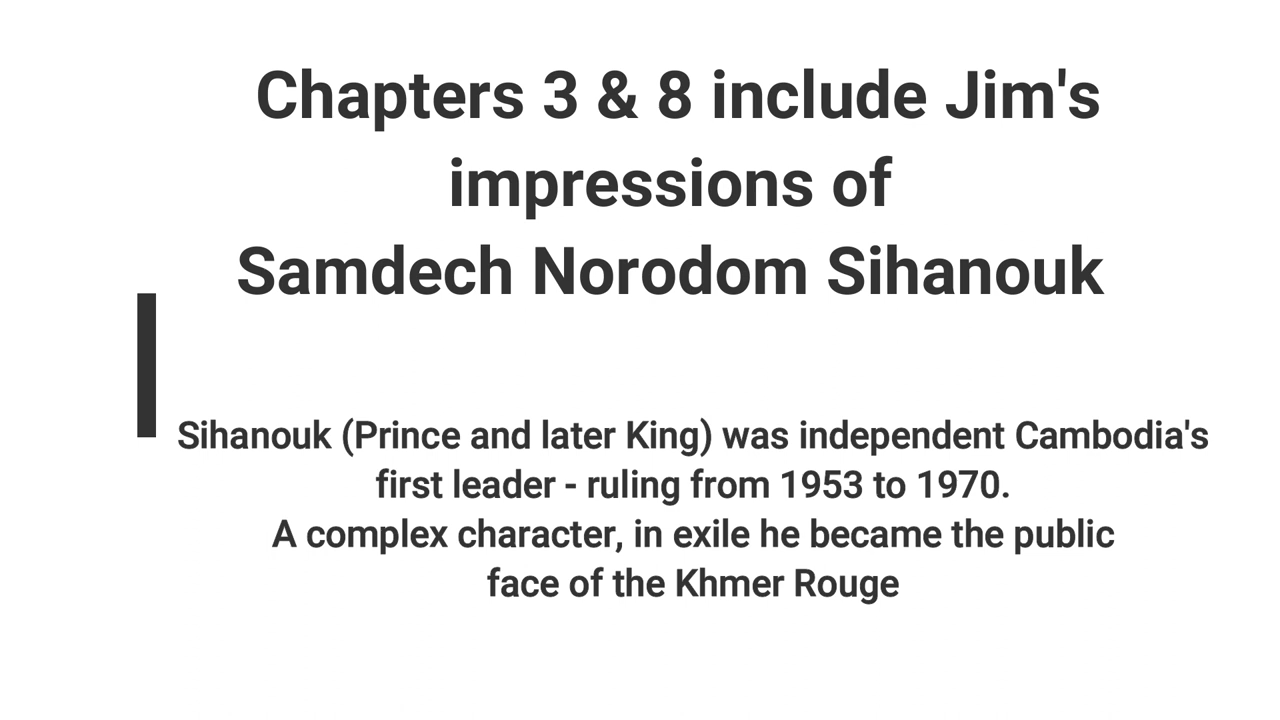 Chapters 3 & 8 include Jim's
impressions of
Samdech Norodom Sihanouk
Sihanouk (Prince and later King) was independent Cambodia's
first leader - ruling from 1953 to 1970.
A complex character, in exile he became the public
face of the Khmer Rouge